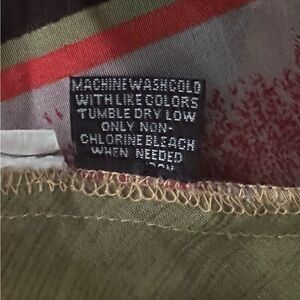 MACHINE WASH COLD
WITH LIKE COLORS
TUMBLE DRY LOW
ONLY NON-
CHLORINE BLEACH
WHEN NEEDED